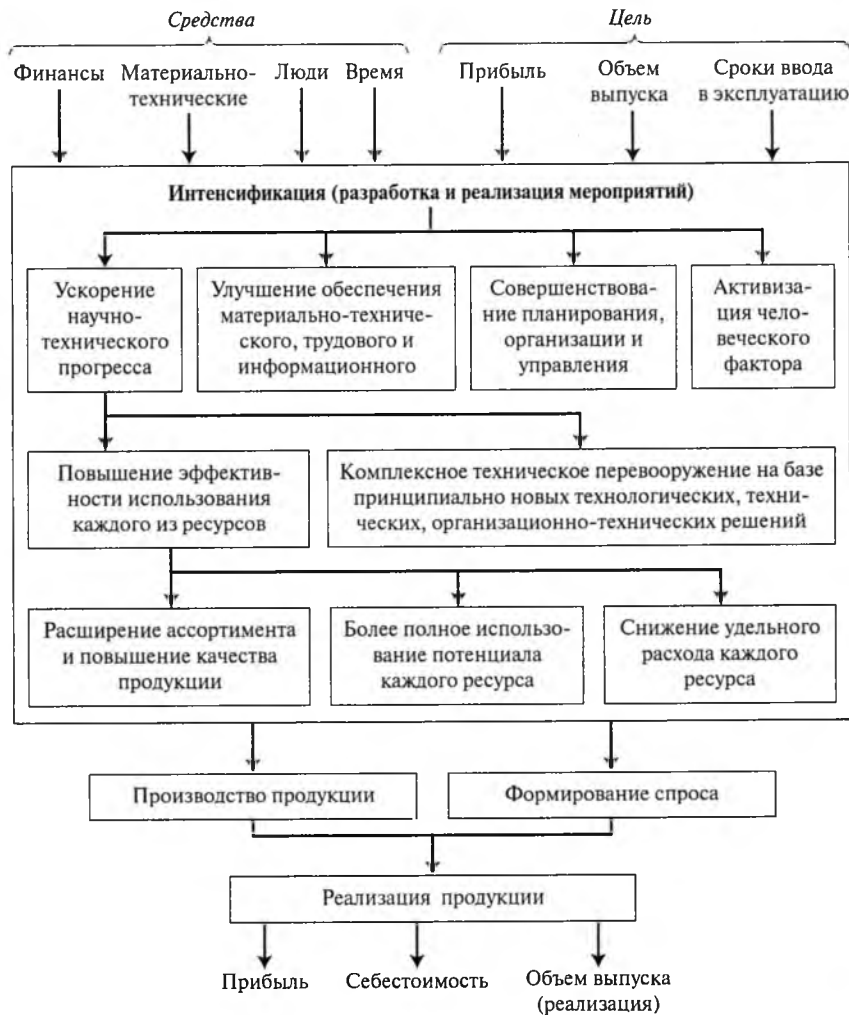 Средства
Цель
Финансы
Материально-
технические
Люди
Время
Прибыль
Объем
выпуска
Сроки ввода
в эксплуатацию
Интенсификация (разработка и реализация мероприятий)
Ускорение
научно-
технического
прогресса
Улучшение обеспечения
материально-техниче-
ского, трудового и
информационного
Совершенствова-
ние планирования,
организации и
управления
Активиза-
ция чело-
веческого
фактора
Повышение эффектив-
ности использования
каждого из ресурсов
Комплексное техническое перевооружение на базе
принципиально новых технологических, техни-
ческих, организационно-технических решений
Расширение ассортимента
и повышение качества
продукции
Более полное использо-
вание потенциала
каждого ресурса
Снижение удельного
расхода каждого
ресурса
Производство продукции
Формирование спроса
Реализация продукции
Прибыль
Себестоимость
Объем выпуска
(реализация)